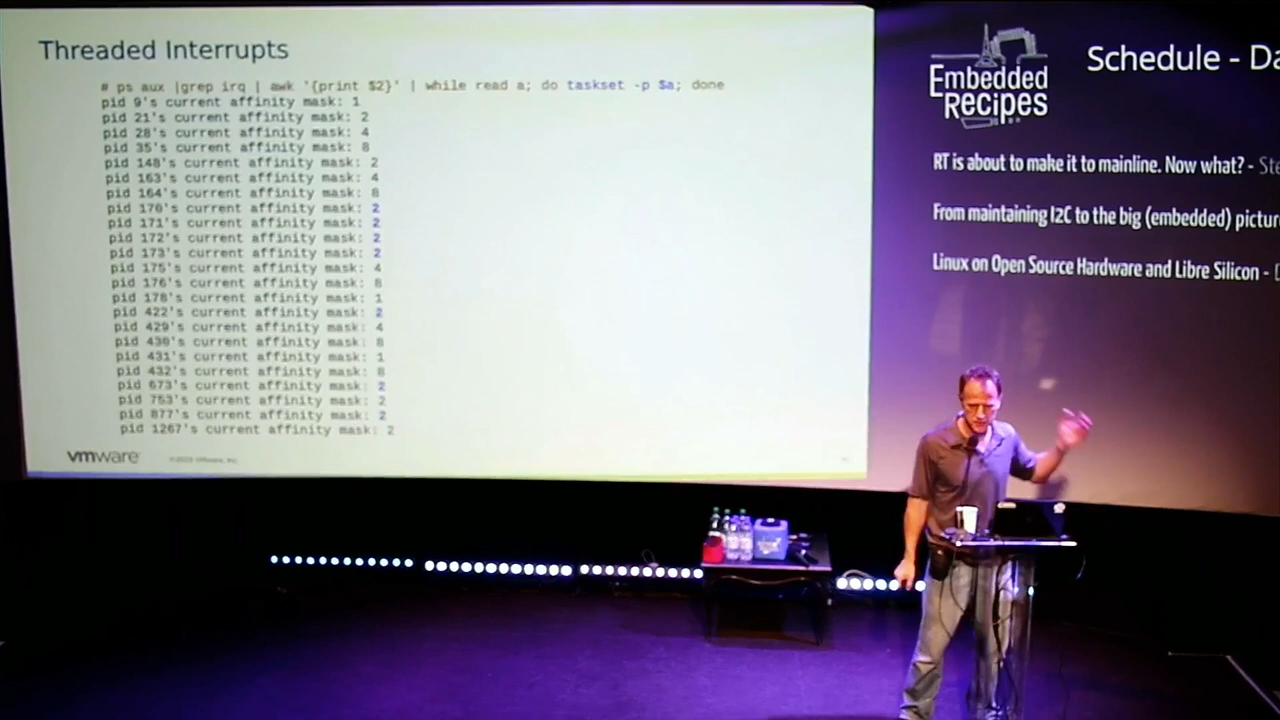 Threaded Interrupts
# ps aux |grep irq | awk '{print $2}' | while read a; do taskset -p $a; done
pid 9's current affinity mask: 1
pid 21's current affinity mask: 2
pid 28's current affinity mask: 4
pid 35's current affinity mask: 8
pid 148's current affinity mask: 2
pid 163's current affinity mask: 4
pid 164's current affinity mask: 8
pid 170's current affinity mask: 2
pid 171's current affinity mask: 2
pid 172's current affinity mask: 2
pid 173's current affinity mask: 2
pid 175's current affinity mask: 4
pid 176's current affinity mask: 8
pid 178's current affinity mask: 1
pid 422's current affinity mask: 2
pid 429's current affinity mask: 4
pid 430's current affinity mask: 8
pid 431's current affinity mask: 1
pid 432's current affinity mask: 8
pid 673's current affinity mask: 2
pid 753's current affinity mask: 2
pid 877's current affinity mask: 2
pid 1267's current affinity mask: 2
vmware
©2019 VMware, Inc.
Embedded
Recipes
Schedule - Da
RT is about to make it to mainline. Now what? - Ste
From maintaining I2C to the big (embedded) pictur
Linux on Open Source Hardware and Libre Silicon -